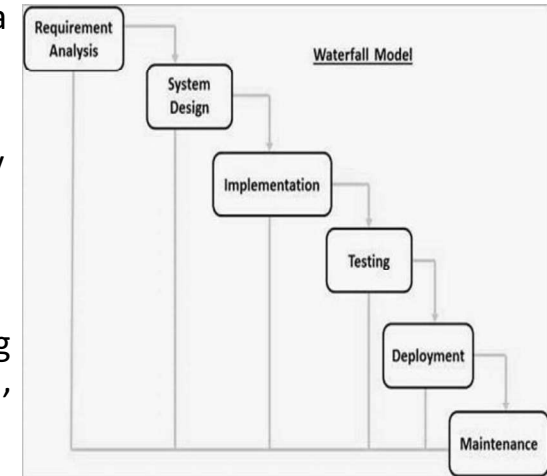 a
Requirement
Analysis
Waterfall Model
System
Design
y
Implementation
Testing
g
,
Deployment
Maintenance